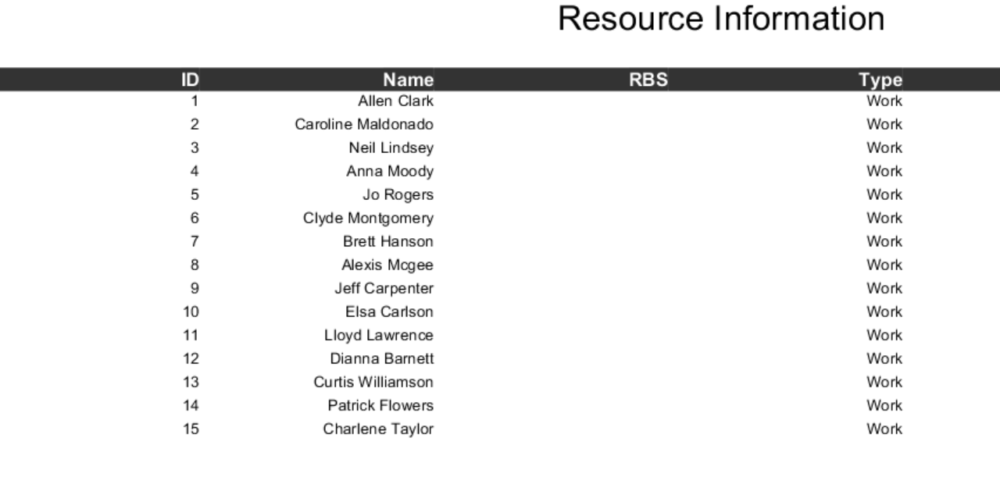 Resource Information
ID Name RBS Type
1 Allen Clark Work
2 Caroline Maldonado Work
3 Neil Lindsey Work
4 Anna Moody Work
5 Jo Rogers Work
6 Clyde Montgomery Work
7 Brett Hanson Work
8 Alexis Mcgee Work
9 Jeff Carpenter Work
10 Elsa Carlson Work
11 Lloyd Lawrence Work
12 Dianna Barnett Work
13 Curtis Williamson Work
14 Patrick Flowers Work
15 Charlene Taylor Work